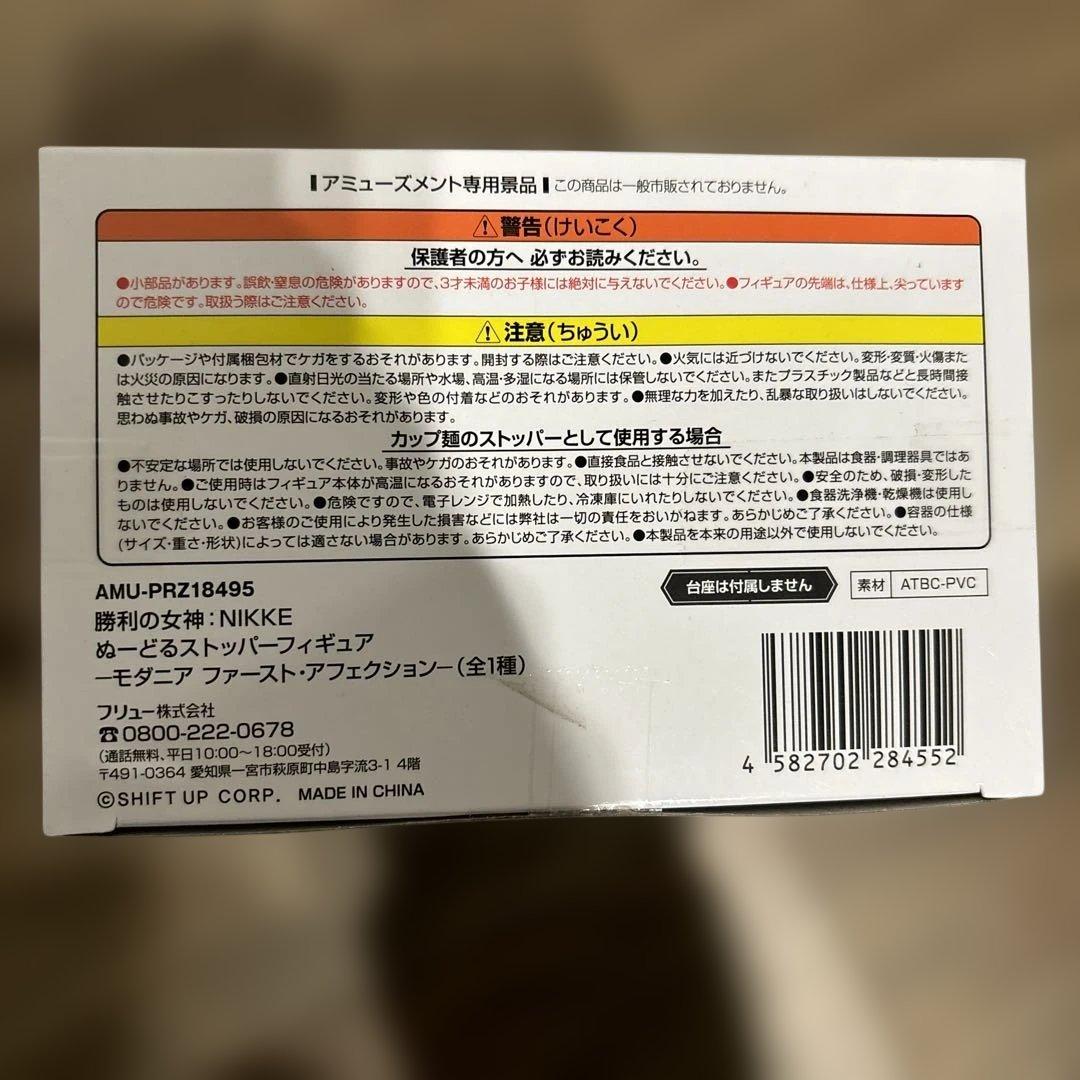 アミューズメント専用景品 この商品は一般市販されておりません。
⚠警告(けいこく)
保護者の方へ 必ずお読みください。
●小部品があります。誤飲・窒息の危険がありますので、3才未満のお子様には絶対に与えないでください。●フィギュアの先端は、仕様上、尖っています
ので危険です。取扱う際はご注意ください。
⚠注意(ちゅうい)
●パッケージや付属梱包材でケガをするおそれがあります。開封する際はご注意ください。●火気には近づけないでください。変形・変質・火傷また
は火災の原因になります。●直射日光の当たる場所や水場、高温・多湿になる場所には保管しないでください。またプラスチック製品などと長時間接
触させたりこすったりしないでください。変形や色の付着などのおそれがあります。●無理な力を加えたり、乱暴な取り扱いはしないでください。
思わぬ事故やケガ、破損の原因になるおそれがあります。
カップ麺のストッパーとして使用する場合
●不安定な場所では使用しないでください。事故やケガのおそれがあります。●直接食品と接触させないでください。本製品は食器・調理器具ではあ
りません。●ご使用時はフィギュア本体が高温になるおそれがありますので、取り扱いには十分にご注意ください。●安全のため、破損・変形した
ものは使用しないでください。●危険ですので、電子レンジで加熱したり、冷凍庫にいれたりしないでください。●食器洗浄機・乾燥機は使用し
ないでください。●お客様のご使用により発生した損害などには弊社は一切の責任をおいかねます。あらかじめご了承ください。●容器の仕様
(サイズ・重さ・形状)によっては適さない場合があります。あらかじめご了承ください。●本製品を本来の用途以外で使用しないでください。
AMU-PRZ18495
台座は付属しません
素材 ATBC-PVC
勝利の女神:NIKKE
ぬーどるストッパーフィギュア
ーモダニア ファースト・アフェクションー(全1種)
フリュー株式会社
☎0800-222-0678
(通話無料、平日10:00～18:00受付)
〒491-0364 愛知県一宮市萩原町中島字流3-1 4階
©SHIFT UP CORP. MADE IN CHINA
4 582702 284552